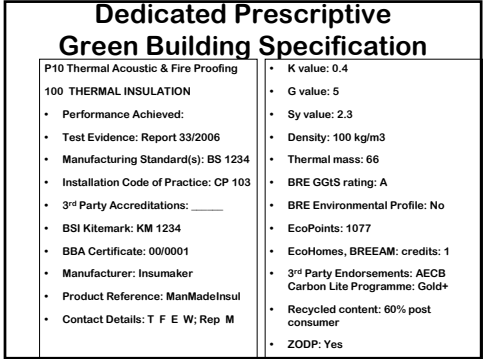 Dedicated Prescriptive
Green Building Specification
P10 Thermal Acoustic & Fire Proofing
100 THERMAL INSULATION
• Performance Achieved:
• Test Evidence: Report 33/2006
• Manufacturing Standard(s): BS 1234
• Installation Code of Practice: CP 103
• 3rd Party Accreditations: _____
• BSI Kitemark: KM 1234
• BBA Certificate: 00/0001
• Manufacturer: Insumaker
• Product Reference: ManMadeInsul
• Contact Details: T F E W; Rep M
• K value: 0.4
• G value: 5
• Sy value: 2.3
• Density: 100 kg/m3
• Thermal mass: 66
• BRE GGtS rating: A
• BRE Environmental Profile: No
• EcoPoints: 1077
• EcoHomes, BREEAM: credits: 1
• 3rd Party Endorsements: AECB
Carbon Lite Programme: Gold+
• Recycled content: 60% post
consumer
• ZODP: Yes